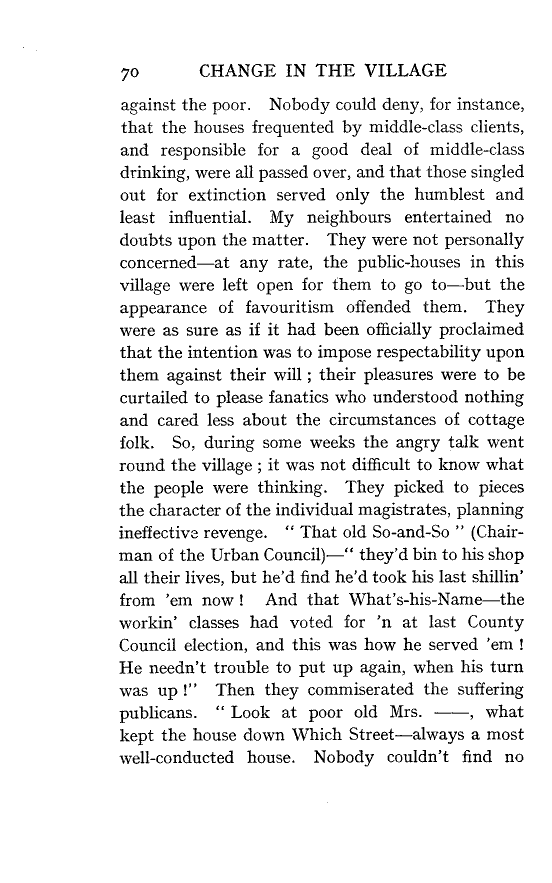 70 CHANGE IN THE VILLAGE
against the poor. Nobody could deny, for instance,
that the houses frequented by middle-class clients,
and responsible for a good deal of middle-class
drinking, were all passed over, and that those singled
out for extinction served only the humblest and
least influential. My neighbours entertained no
doubts upon the matter. They were not personally
concerned—at any rate, the public-houses in this
village were left open for them to go to—but the
appearance of favouritism offended them. They
were as sure as if it had been officially proclaimed
that the intention was to impose respectability upon
them against their will ; their pleasures were to be
curtailed to please fanatics who understood nothing
and cared less about the circumstances of cottage
folk. So, during some weeks the angry talk went
round the village ; it was not difficult to know what
the people were thinking. They picked to pieces
the character of the individual magistrates, planning
ineffective revenge. “ That old So-and-So ” (Chair-
man of the Urban Council)—“ they’d bin to his shop
all their lives, but he’d find he’d took his last shillin’
from ’em now ! And that What’s-his-Name—the
workin’ classes had voted for ’n at last County
Council election, and this was how he served ’em !
He needn’t trouble to put up again, when his turn
was up !” Then they commiserated the suffering
publicans. “ Look at poor old Mrs. ——, what
kept the house down Which Street—always a most
well-conducted house. Nobody couldn’t find no